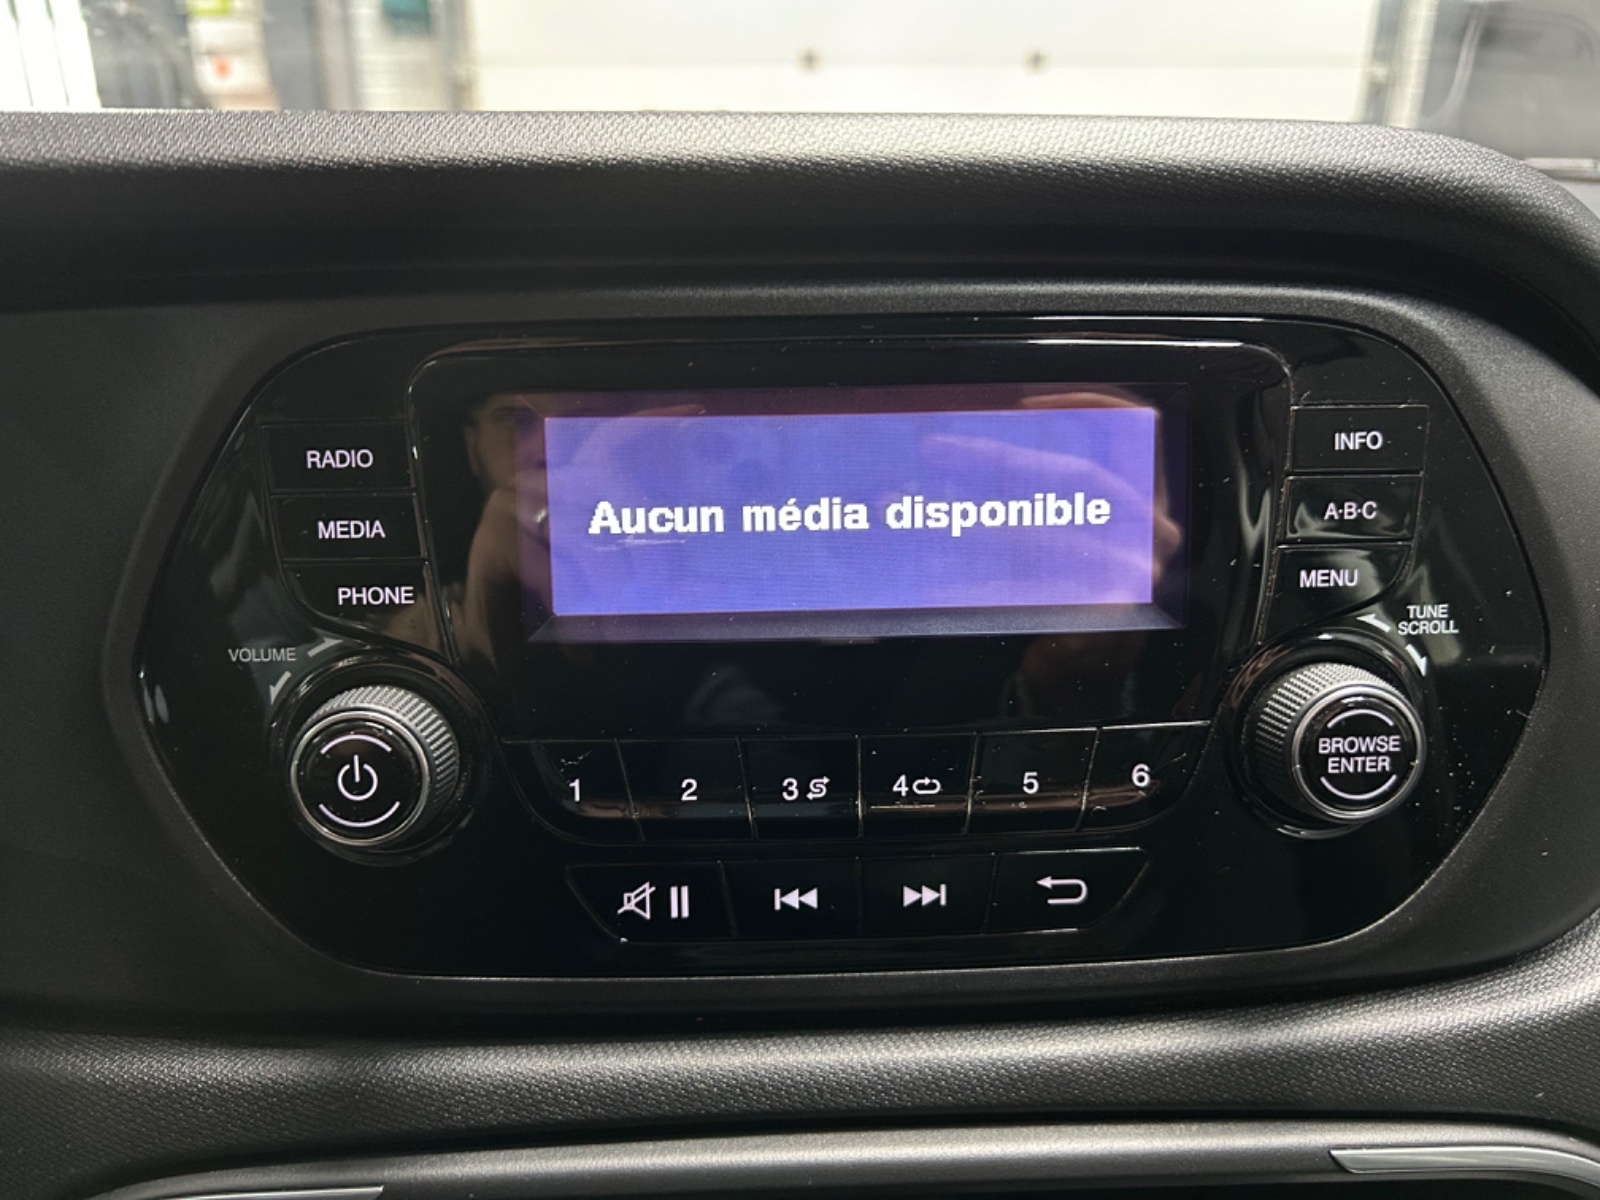 RADIO
MEDIA
PHONE
VOLUME
Aucun média disponible
INFO
A·B·C
MENU
TUNE
SCROLL
BROWSE
ENTER
1
2
3
4
5
6